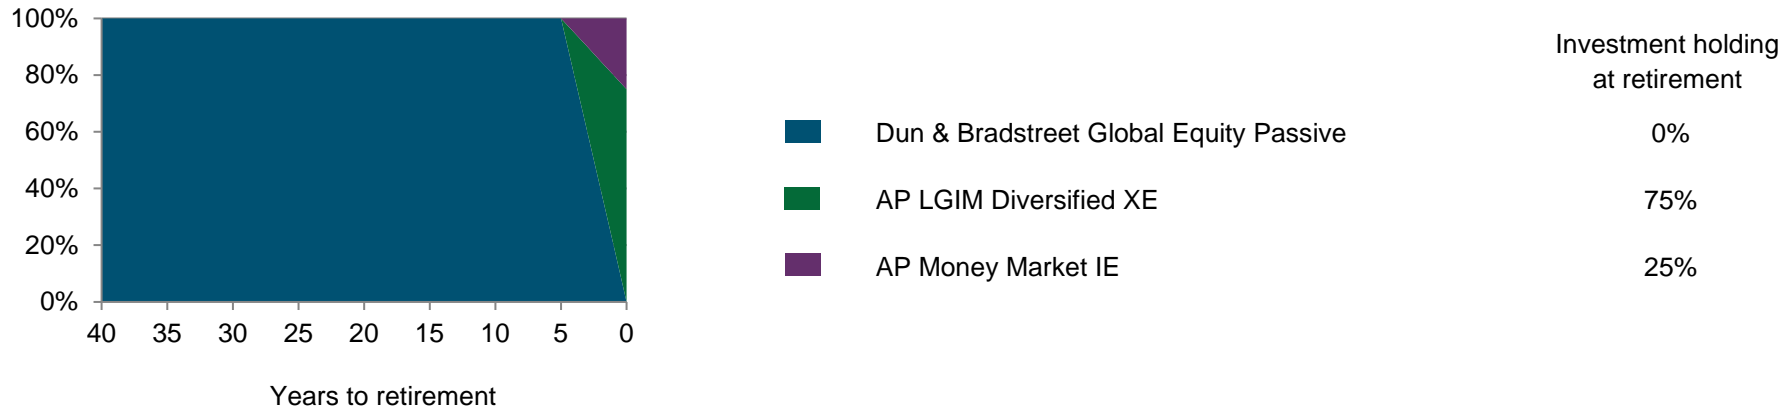 100%
80%
60%
40%
20%
0%
40 35 30 25 20 15 10 5 0
Years to retirement
Investment holding
at retirement
Dun & Bradstreet Global Equity Passive 0%
AP LGIM Diversified XE 75%
AP Money Market IE 25%